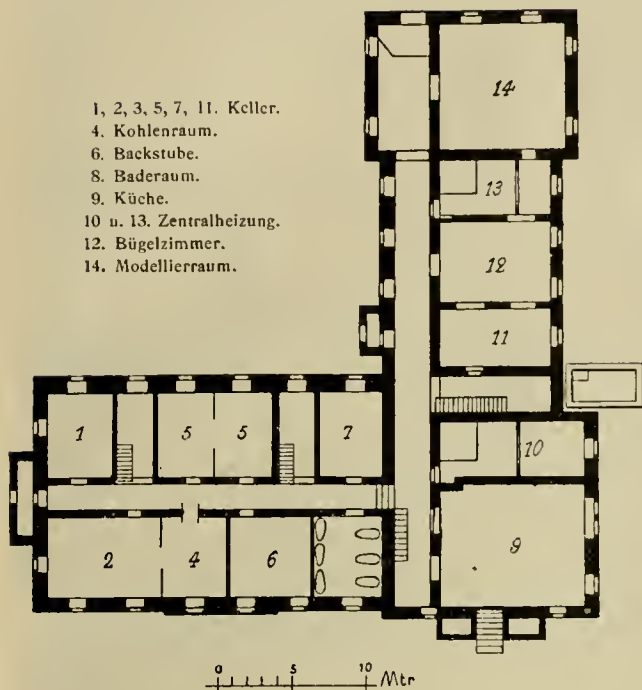 1, 2, 3, 5, 7, 11. Keller.
4. Kohlenraum.
6. Backstube.
8. Baderaum.
9. Küche.
10 u. 13. Zentralheizung.
12. Bügelzimmer.
14. Modellierraum.
14
13
12
11
1 5 5 7
10
2 4 6 9
0 5 10 Mtr